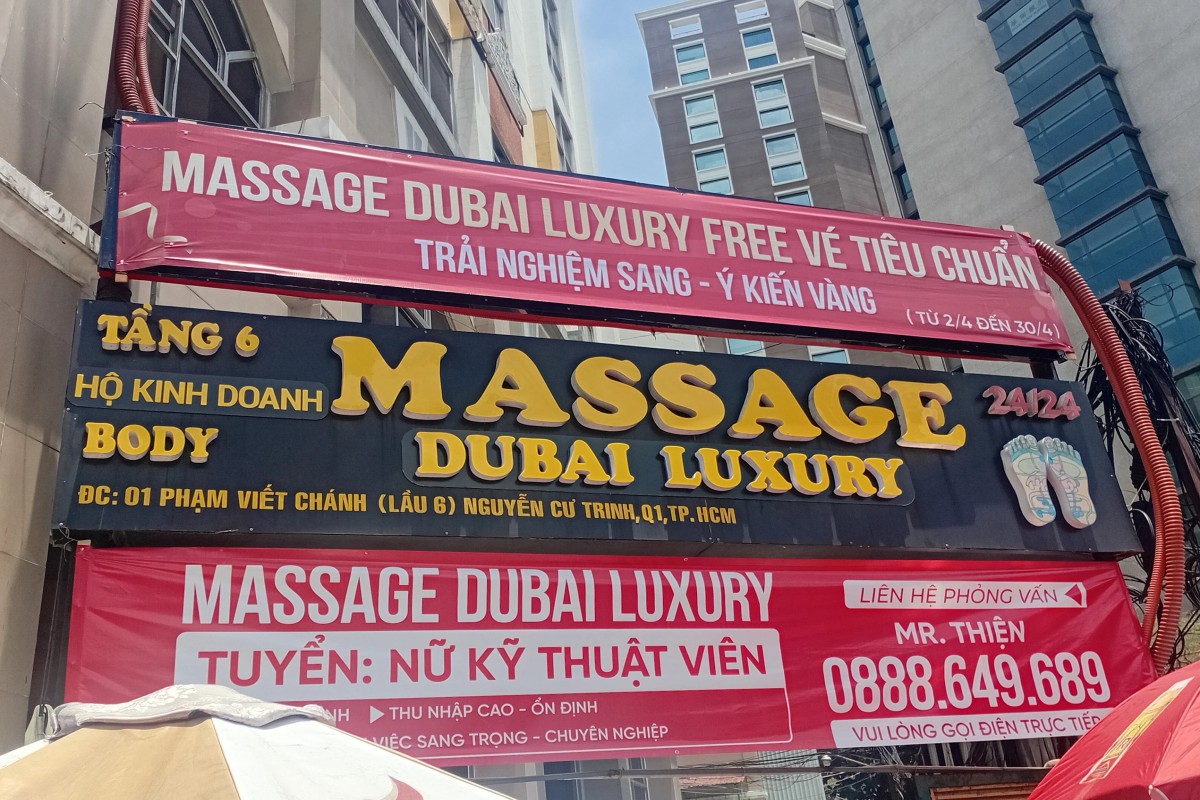 MASSAGE DUBAI LUXURY FREE VÉ TIÊU CHUẨN
TRẢI NGHIỆM SANG - Ý KIẾN VÀNG
( TỪ 2/4 ĐẾN 30/4 )
TẦNG 6
HỘ KINH DOANH
BODY
MASSAGE
DUBAI LUXURY
24/24
ĐC: 01 PHẠM VIẾT CHÁNH (LẦU 6) NGUYỄN CƯ TRINH,Q1,TP.HCM
MASSAGE DUBAI LUXURY
TUYỂN: NỮ KỸ THUẬT VIÊN
THU NHẬP CAO - ỔN ĐỊNH
VIỆC SANG TRỌNG - CHUYÊN NGHIỆP
LIÊN HỆ PHỎNG VẤN
MR. THIỆN
0888.649.689
VUI LÒNG GỌI ĐIỆN TRỰC TIẾP